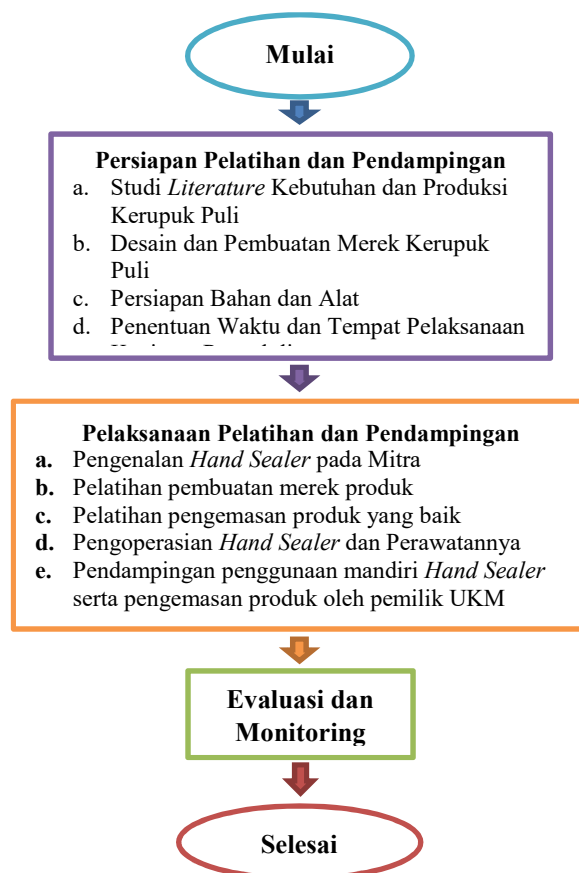 Mulai
Persiapan Pelatihan dan Pendampingan
a. Studi Literature Kebutuhan dan Produksi
Kerupuk Puli
b. Desain dan Pembuatan Merek Kerupuk
Puli
c. Persiapan Bahan dan Alat
d. Penentuan Waktu dan Tempat Pelaksanaan
Pelaksanaan Pelatihan dan Pendampingan
a. Pengenalan Hand Sealer pada Mitra
b. Pelatihan pembuatan merek produk
c. Pelatihan pengemasan produk yang baik
d. Pengoperasian Hand Sealer dan Perawatannya
e. Pendampingan penggunaan mandiri Hand Sealer
serta pengemasan produk oleh pemilik UKM
Evaluasi dan
Monitoring
Selesai